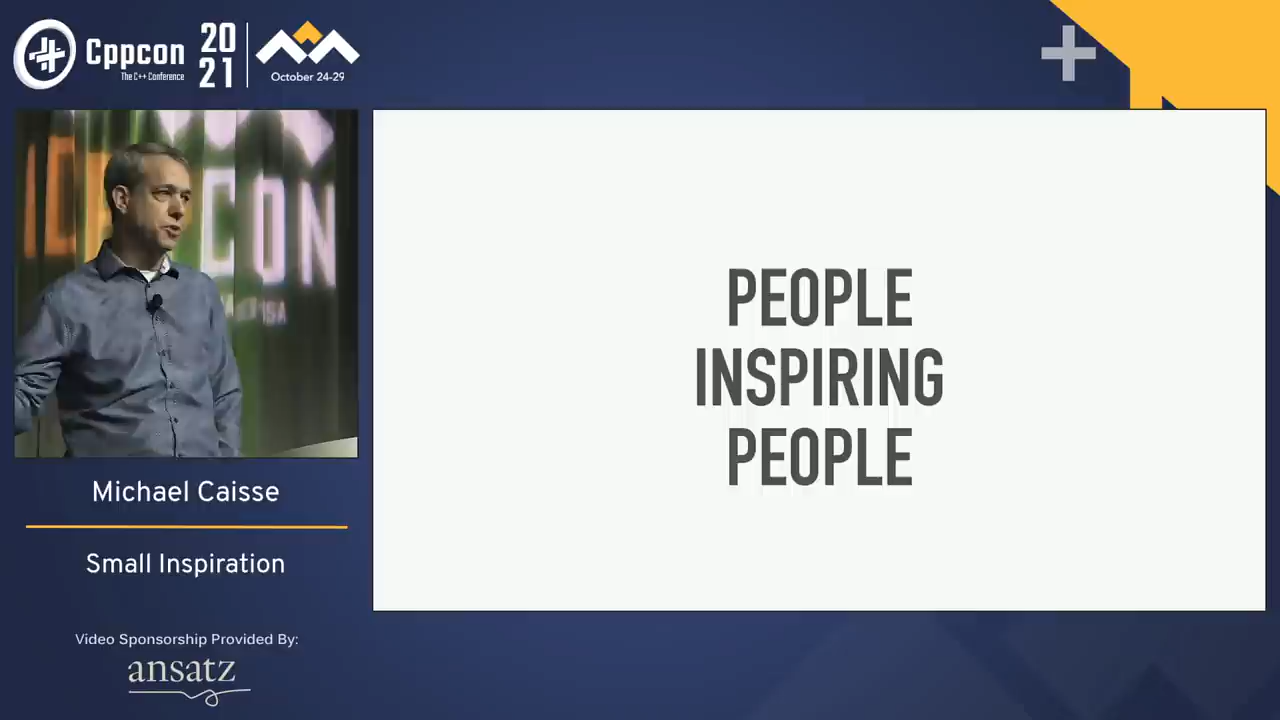 Cppcon
The C++ Conference
20
21
October 24-29
CON
Michael Caisse
Small Inspiration
Video Sponsorship Provided By:
ansatz
PEOPLE
INSPIRING
PEOPLE